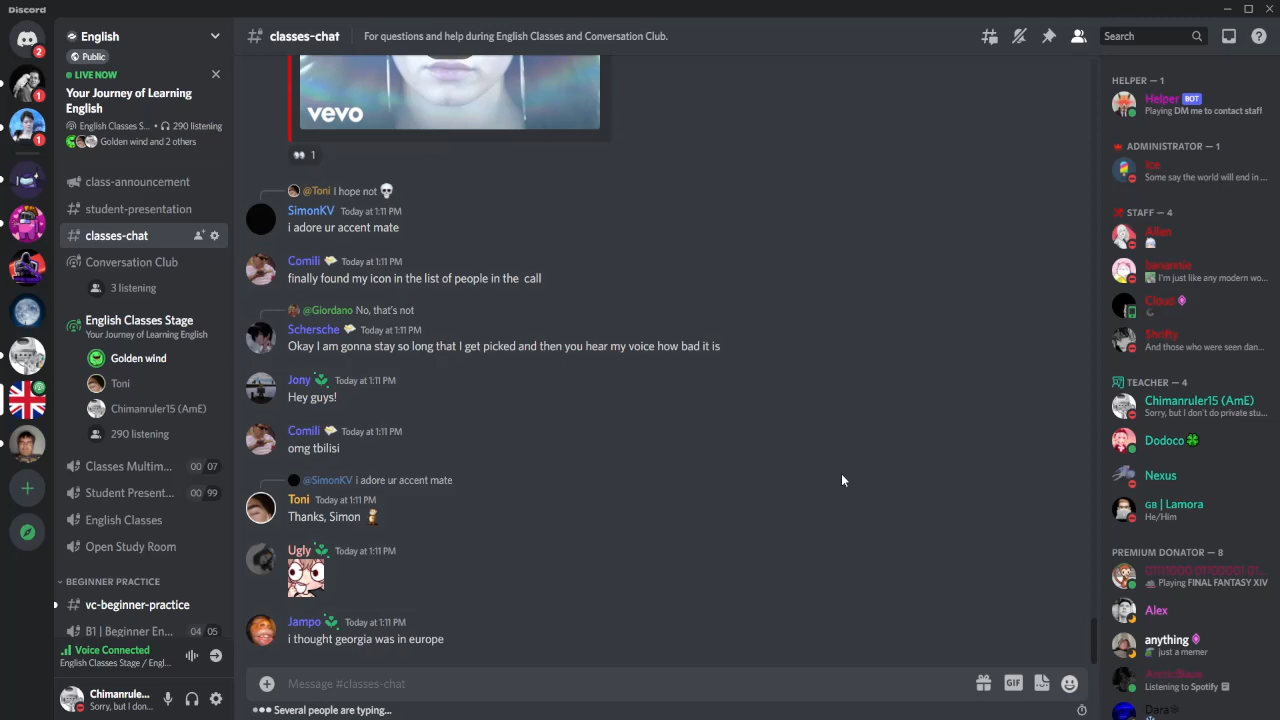 Discord
2
1
1
English
Public
LIVE NOW
Your Journey of Learning
English
English Classes S... • 290 listening
Golden wind and 2 others
class-announcement
student-presentation
classes-chat
Conversation Club
3 listening
English Classes Stage
Your Journey of Learning English
Golden wind
Toni
Chimanruler15 (AmE)
290 listening
Classes Multim... 00 07
Student Present... 00 99
English Classes
Open Study Room
BEGINNER PRACTICE
vc-beginner-practice
B1 | Beginner En... 04 05
Voice Connected
English Classes Stage / Engl...
Chimanrule...
Sorry, but I don...
classes-chat
For questions and help during English Classes and Conversation Club.
Search
vevo
1
@Toni I hope not
SimonKV Today at 1:11 PM
i adore ur accent mate
Comili Today at 1:11 PM
finally found my icon in the list of people in the call
@Giordano No, that's not
Schersche Today at 1:11 PM
Okay I am gonna stay so long that I get picked and then you hear my voice how bad it is
Jony Today at 1:11 PM
Hey guys!
Comili Today at 1:11 PM
omg tbilisi
@SimonKV i adore ur accent mate
Toni Today at 1:11 PM
Thanks, Simon
Ugly Today at 1:11 PM
Jampo Today at 1:11 PM
i thought georgia was in europe
Message #classes-chat
GIF
Several people are typing...
HELPER — 1
Helper BOT
Playing DM me to contact staff
ADMINISTRATOR — 1
Ice
Some say the world will end in ...
STAFF — 4
Allen
I'm just like any modern wo...
Cloud
Shrifty
And those who were seen dan...
TEACHER — 4
Chimanruler15 (AmE)
Sorry, but I don't do private stu...
Dodoco
Nexus
GB | Lamora
He/Him
PREMIUM DONATOR — 8
Playing FINAL FANTASY XIV
Alex
anything
just a memer
Listening to Spotify
Dara